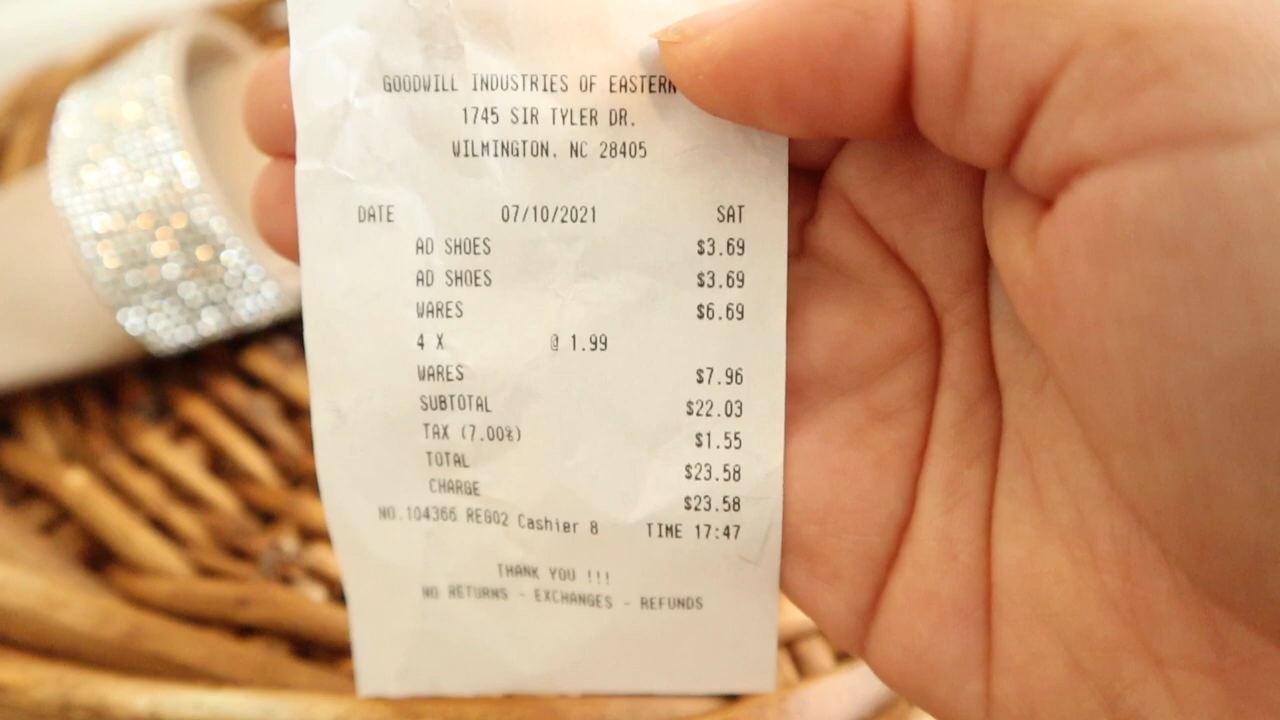 GOODWILL INDUSTRIES OF EASTERN
1745 SIR TYLER DR.
WILMINGTON. NC 28405
DATE 07/10/2021 SAT
AD SHOES $3.69
AD SHOES $3.69
WARES $6.69
4 X @ 1.99
WARES $7.96
SUBTOTAL $22.03
TAX (7.00%) $1.55
TOTAL $23.58
CHARGE $23.58
NO.104366 REG02 Cashier 8 TIME 17:47
THANK YOU !!!
NO RETURNS - EXCHANGES - REFUNDS